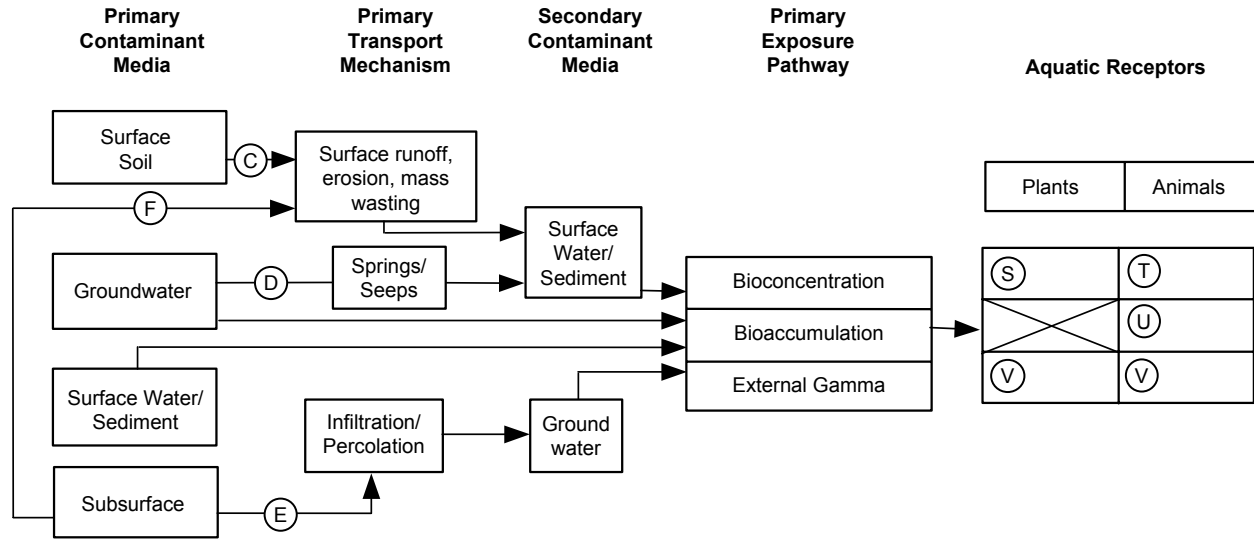 Primary
Contaminant
Media
Primary
Transport
Mechanism
Secondary
Contaminant
Media
Primary
Exposure
Pathway
Aquatic Receptors
Surface
Soil
C
Surface runoff,
erosion, mass
wasting
Plants
Animals
F
Surface
Water/
Sediment
Groundwater
D
Springs/
Seeps
Bioconcentration
Bioaccumulation
External Gamma
S
T
U
V
V
Surface Water/
Sediment
Infiltration/
Percolation
Ground
water
Subsurface
E